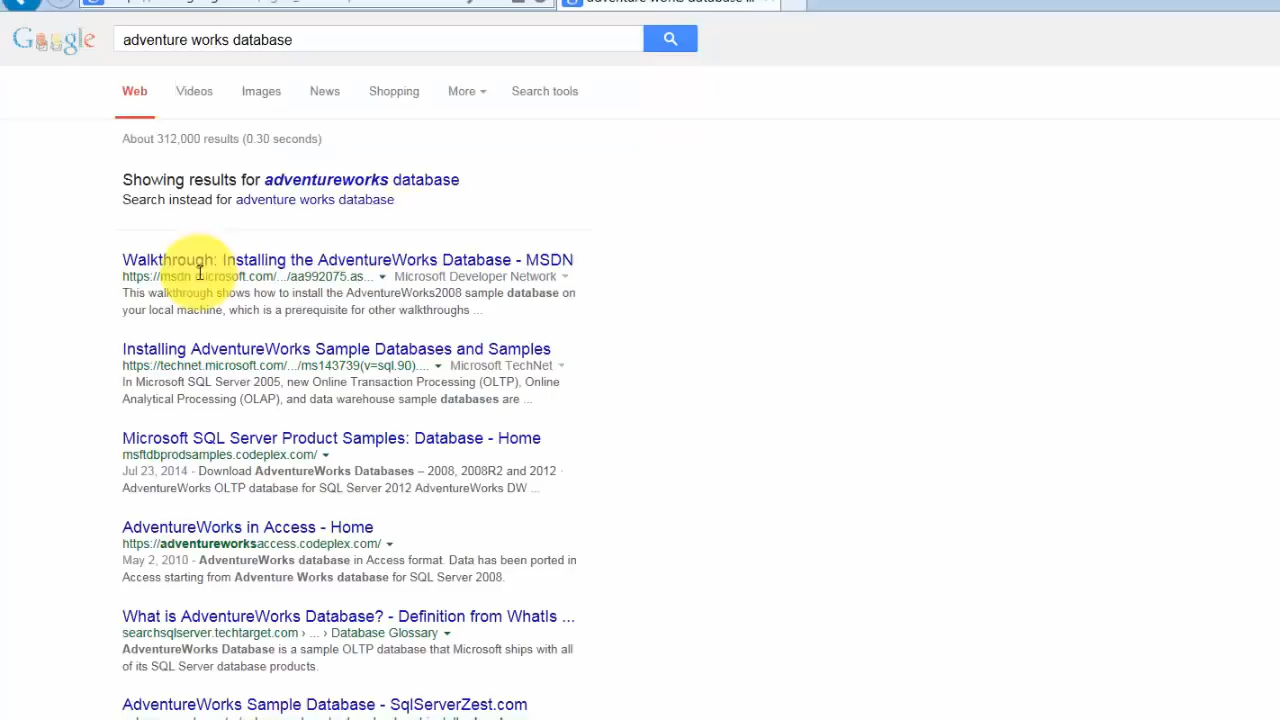 Google
adventure works database
Web Videos Images News Shopping More Search tools
About 312,000 results (0.30 seconds)
Showing results for adventureworks database
Search instead for adventure works database
Walkthrough: Installing the AdventureWorks Database - MSDN
https://msdn.microsoft.com/.../aa992075.as... Microsoft Developer Network
This walkthrough shows how to install the AdventureWorks2008 sample database on
your local machine, which is a prerequisite for other walkthroughs ...
Installing AdventureWorks Sample Databases and Samples
https://technet.microsoft.com/.../ms143739(v=sql.90).... Microsoft TechNet
In Microsoft SQL Server 2005, new Online Transaction Processing (OLTP), Online
Analytical Processing (OLAP), and data warehouse sample databases are ...
Microsoft SQL Server Product Samples: Database - Home
msftdbprodsamples.codeplex.com/
Jul 23, 2014 - Download AdventureWorks Databases – 2008, 2008R2 and 2012 ·
AdventureWorks OLTP database for SQL Server 2012 AdventureWorks DW ...
AdventureWorks in Access - Home
https://adventureworksaccess.codeplex.com/
May 2, 2010 - AdventureWorks database in Access format. Data has been ported in
Access starting from Adventure Works database for SQL Server 2008.
What is AdventureWorks Database? - Definition from WhatIs ...
searchsqlserver.techtarget.com › ... › Database Glossary
AdventureWorks Database is a sample OLTP database that Microsoft ships with all
of its SQL Server database products.
AdventureWorks Sample Database - SqlServerZest.com